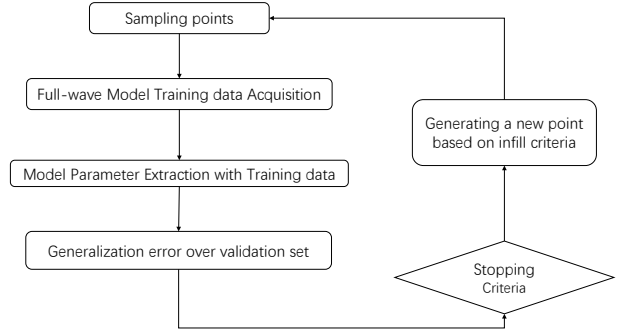 Sampling points
Full-wave Model Training data Acquisition
Model Parameter Extraction with Training data
Generalization error over validation set
Generating a new point
based on infill criteria
Stopping
Criteria